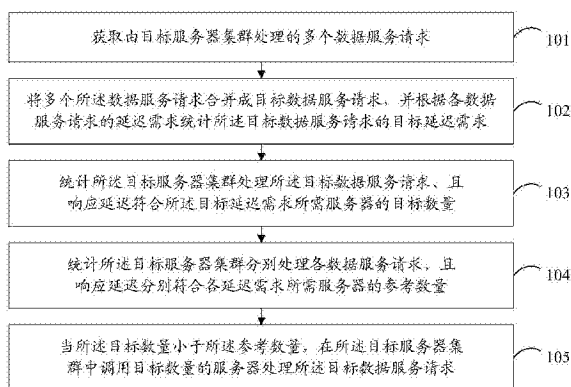 获取由目标服务器集群处理的多个数据服务请求
101
将多个所述数据服务请求合并成目标数据服务请求，并根据各数据
服务请求的延迟需求统计所述目标数据服务请求的目标延迟需求
102
统计所述目标服务器集群处理所述目标数据服务请求、且
响应延迟符合所述目标延迟需求所需服务器的目标数量
103
统计所述目标服务器集群分别处理各数据服务请求，且
响应延迟分别符合各延迟需求所需服务器的参考数量
104
当所述目标数量小于所述参考数量，在所述目标服务器集
群中调用目标数量的服务器处理所述目标数据服务请求
105